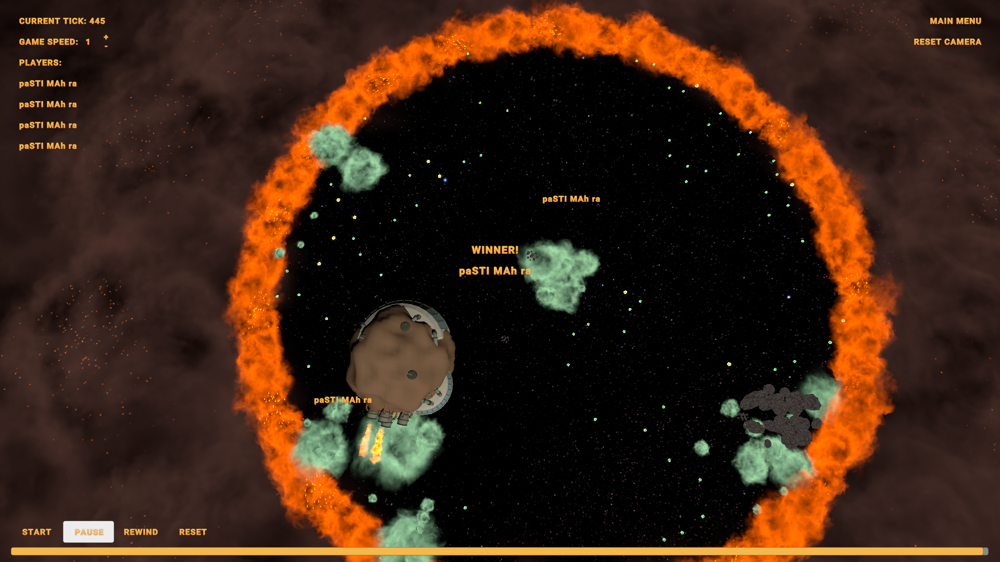 CURRENT TICK: 445
MAIN MENU
GAME SPEED: 1 + -
RESET CAMERA
PLAYERS:
paSTI MAh ra
paSTI MAh ra
paSTI MAh ra
paSTI MAh ra
paSTI MAh ra
WINNER!
paSTI MAh ra
paSTI MAh ra
START PAUSE REWIND RESET